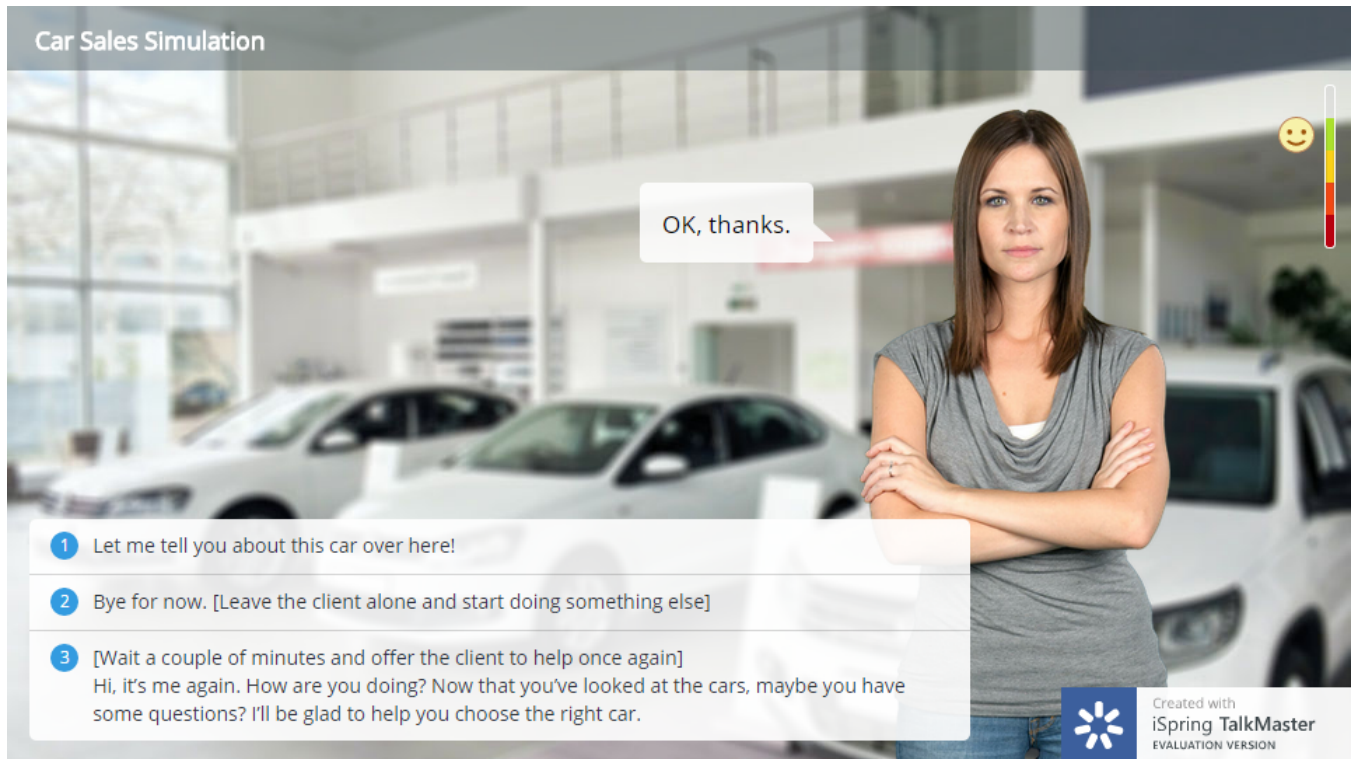 Car Sales Simulation
OK, thanks.
1 Let me tell you about this car over here!
2 Bye for now. [Leave the client alone and start doing something else]
3 [Wait a couple of minutes and offer the client to help once again]
Hi, it's me again. How are you doing? Now that you've looked at the cars, maybe you have
some questions? I'll be glad to help you choose the right car.
Created with
iSpring TalkMaster
EVALUATION VERSION